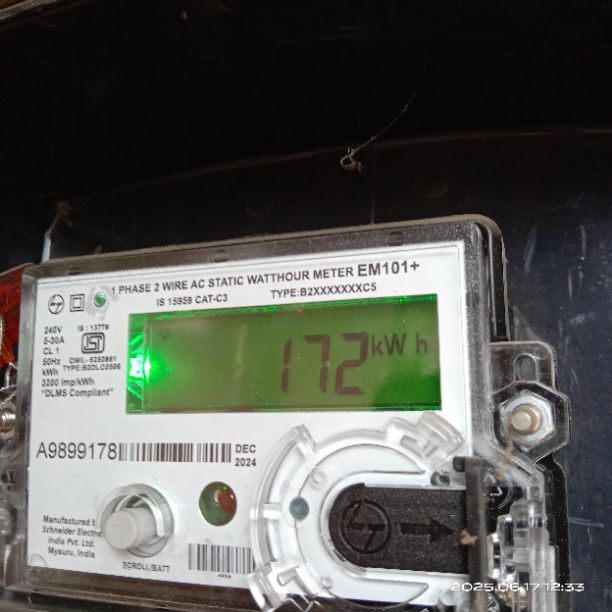 1 PHASE 2 WIRE AC STATIC WATTHOUR METER EM101+
IS 15959 CAT-C3 TYPE:B2XXXXXXXC5
240V IS : 13779
5-30A
CL 1
50Hz CM/L- 6250861
kWh TYPE:B2DLC0506
3200 imp/kWh
"DLMS Compliant"
172 kWh
A9899178 DEC
2024
Manufactured b
Schneider Electric
India Pvt. Ltd.
Mysuru, India
SCROLL/BATT
2025.06.17 12:33